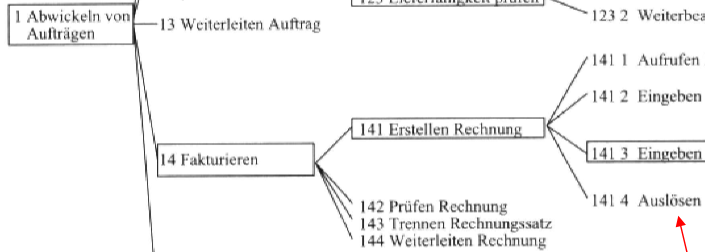 1 Abwickeln von
Aufträgen
13 Weiterleiten Auftrag
123 2 Weiterbea
141 1 Aufrufen
141 2 Eingeben
141 Erstellen Rechnung
141 3 Eingeben
14 Fakturieren
141 4 Auslösen
142 Prüfen Rechnung
143 Trennen Rechnungssatz
144 Weiterleiten Rechnung